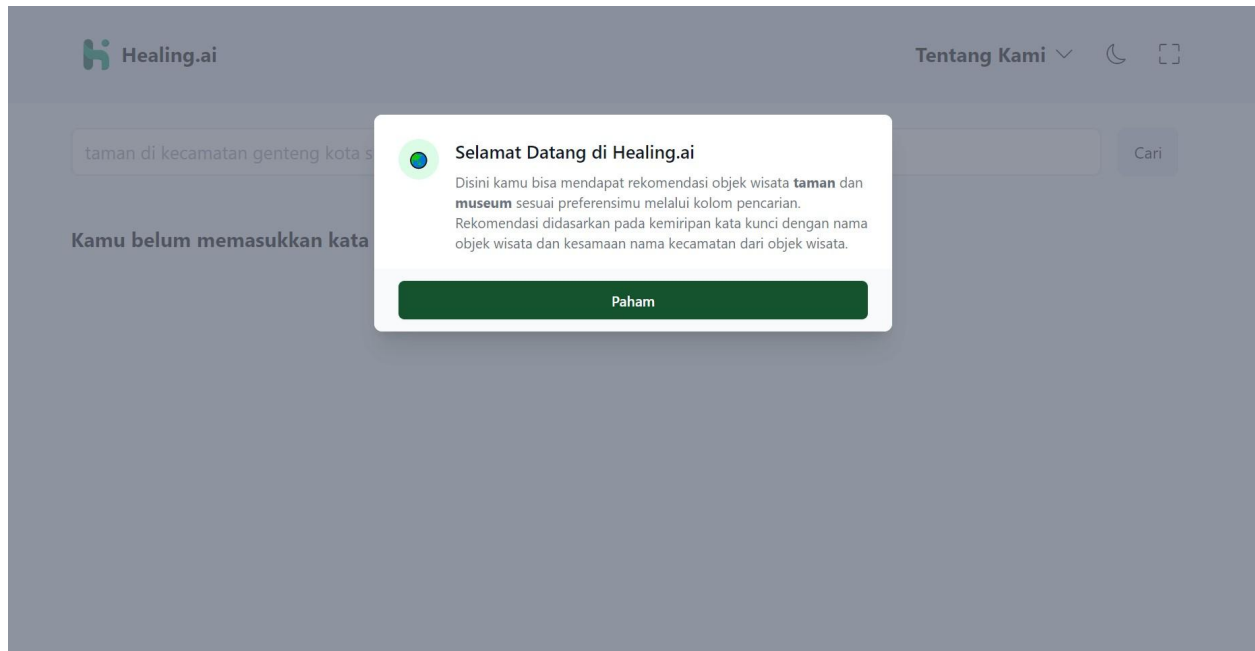 Healing.ai
Tentang Kami
taman di kecamatan genteng kota
Cari
Kamu belum memasukkan kata
Selamat Datang di Healing.ai
Disini kamu bisa mendapat rekomendasi objek wisata taman dan
museum sesuai preferensimu melalui kolom pencarian.
Rekomendasi didasarkan pada kemiripan kata kunci dengan nama
objek wisata dan kesamaan nama kecamatan dari objek wisata.
Paham